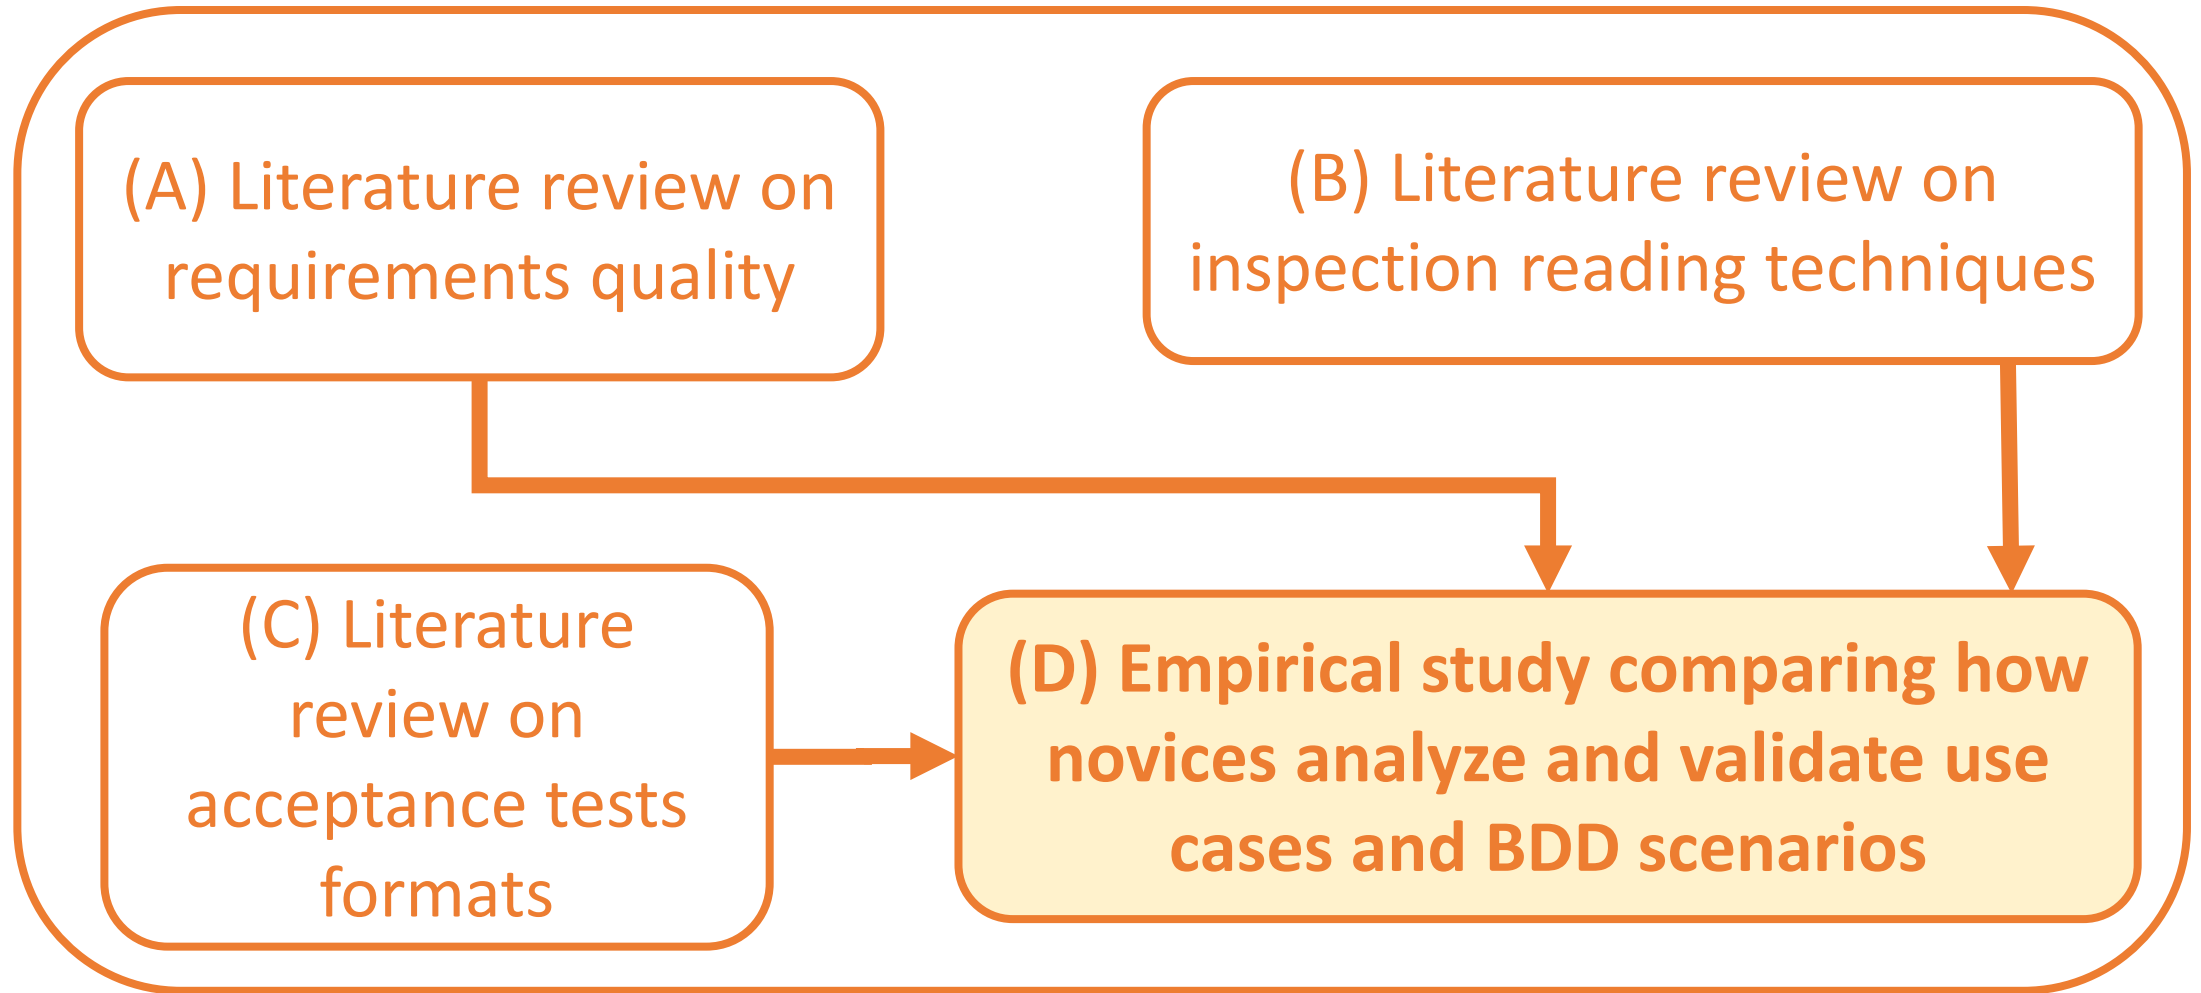 (A) Literature review on
requirements quality
(B) Literature review on
inspection reading techniques
(C) Literature
review on
acceptance tests
formats
(D) Empirical study comparing how
novices analyze and validate use
cases and BDD scenarios